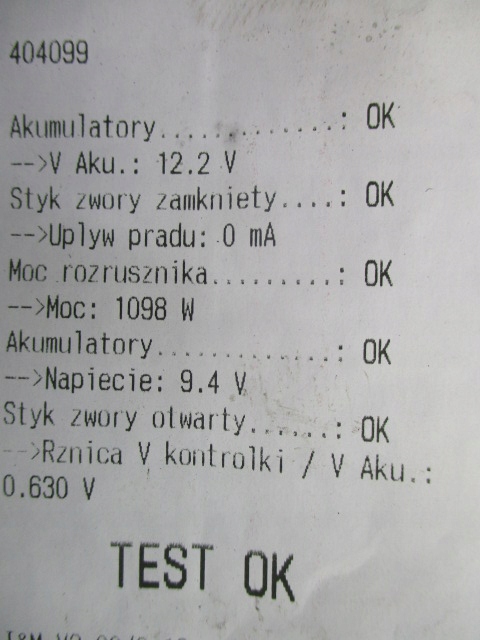 404099
Akumulatory..............: OK
-->V Aku.: 12.2 V
Styk zwory zamkniety....: OK
-->Uplyw pradu: 0 mA
Moc rozrusznika.........: OK
-->Moc: 1098 W
Akumulatory.............: OK
-->Napiecie: 9.4 V
Styk zwory otwarty......: OK
-->Rznica V kontrolki / V Aku.:
0.630 V
TEST OK